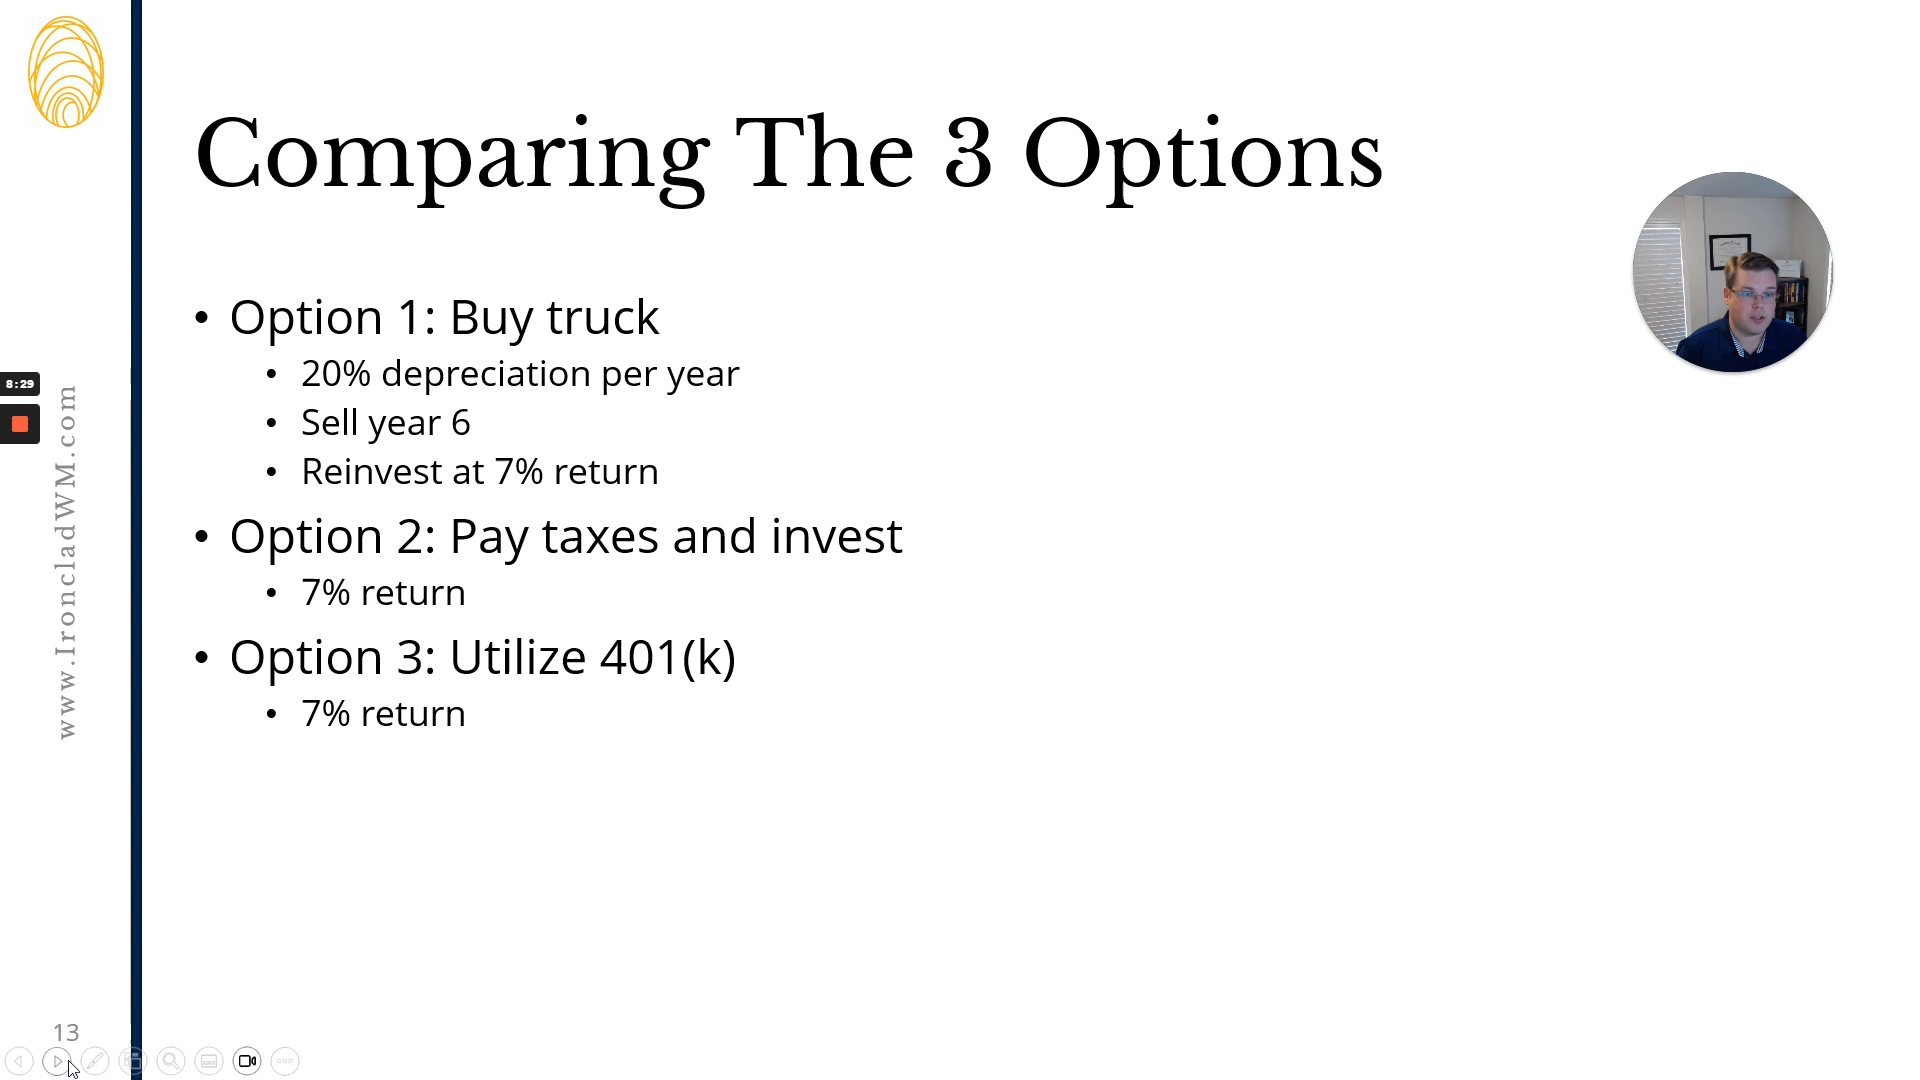 Comparing The 3 Options
• Option 1: Buy truck
• 20% depreciation per year
• Sell year 6
• Reinvest at 7% return
• Option 2: Pay taxes and invest
• 7% return
• Option 3: Utilize 401(k)
• 7% return
8:29
www.IroncladWM.com
13